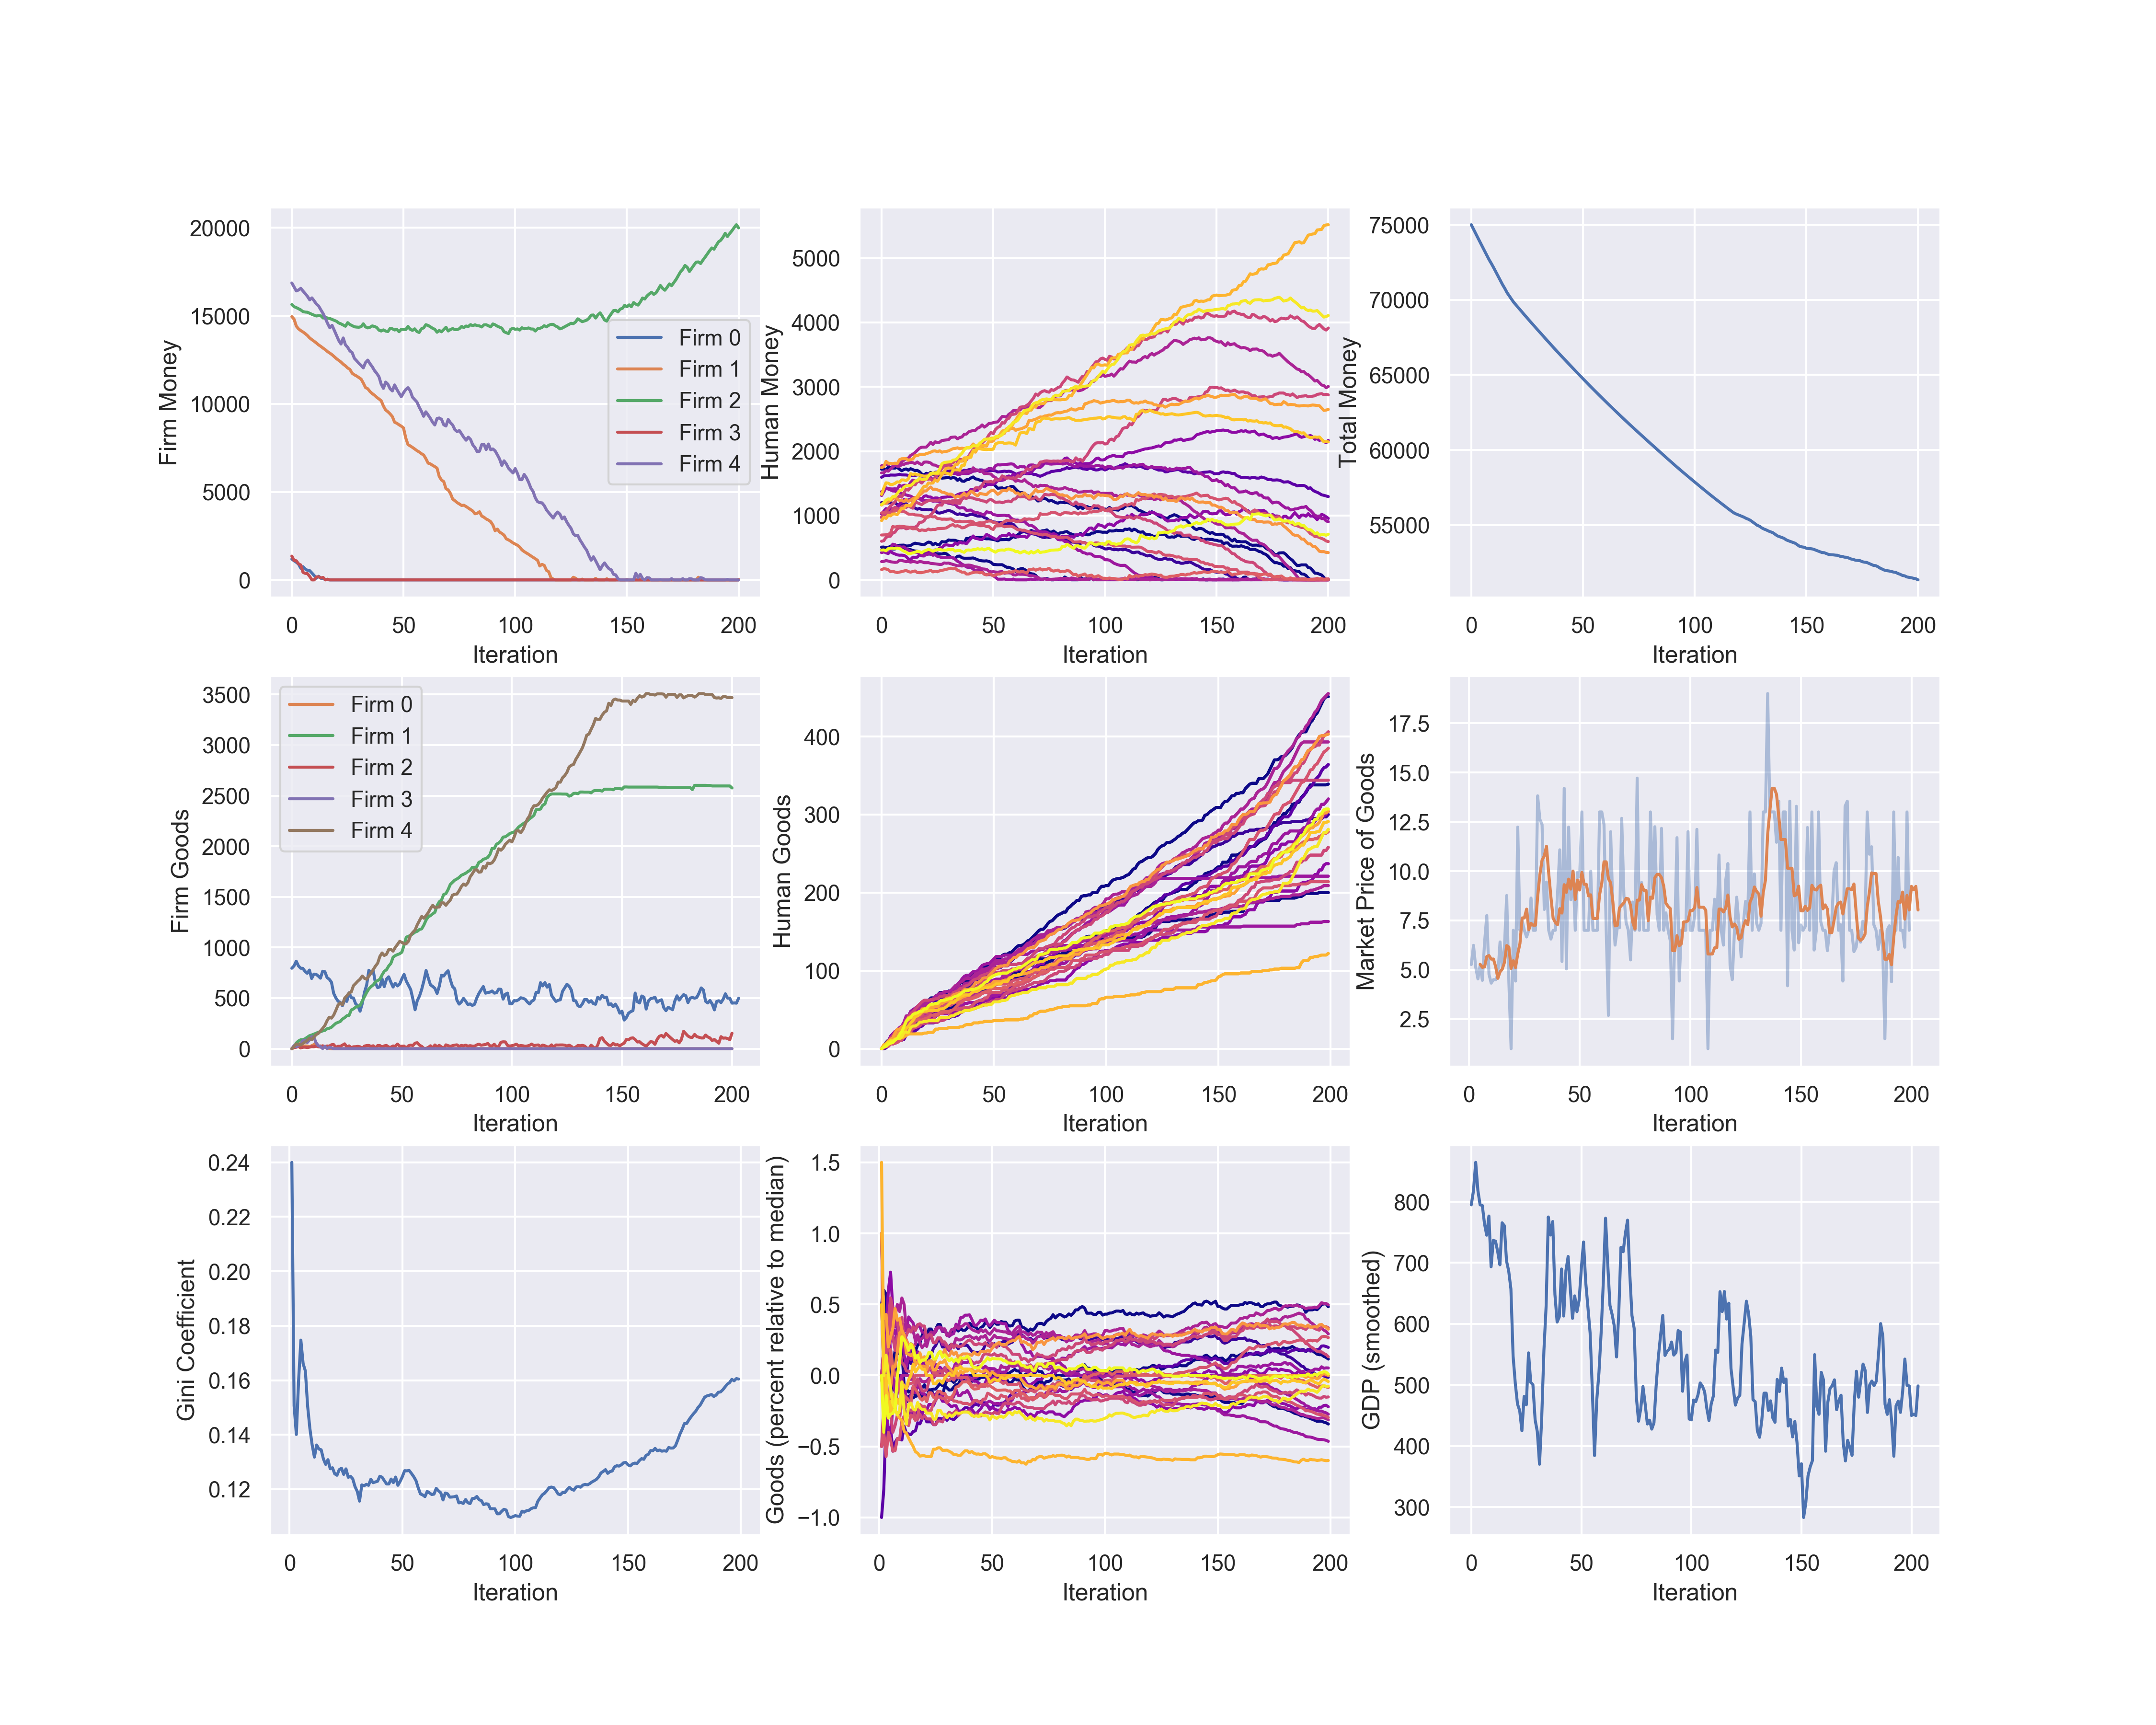 20000
15000
10000
5000
0
Firm Money
Firm 0
Firm 1
Firm 2
Firm 3
Firm 4
0 50 100 150 200
Iteration
5000
4000
3000
2000
1000
0
Human Money
0 50 100 150 200
Iteration
75000
70000
65000
60000
55000
Total Money
0 50 100 150 200
Iteration
3500
3000
2500
2000
1500
1000
500
0
Firm Goods
Firm 0
Firm 1
Firm 2
Firm 3
Firm 4
0 50 100 150 200
Iteration
400
300
200
100
0
Human Goods
0 50 100 150 200
Iteration
17.5
15.0
12.5
10.0
7.5
5.0
2.5
Market Price of Goods
0 50 100 150 200
Iteration
0.24
0.22
0.20
0.18
0.16
0.14
0.12
Gini Coefficient
0 50 100 150 200
Iteration
1.5
1.0
0.5
0.0
−0.5
−1.0
Goods (percent relative to median)
0 50 100 150 200
Iteration
800
700
600
500
400
300
GDP (smoothed)
0 50 100 150 200
Iteration